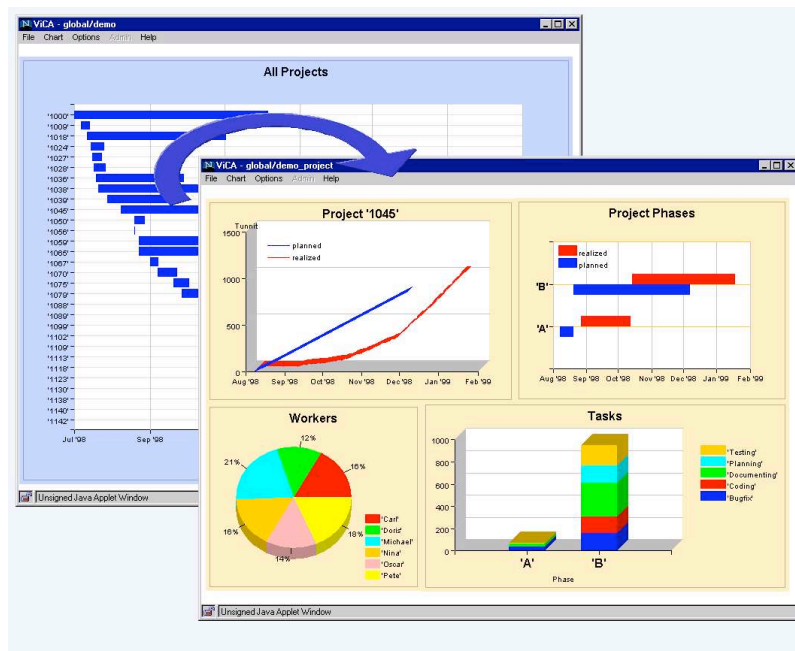 ViCA - global/demo
File Chart Options Admin Help
All Projects
'1000'
'1009'
'1018'
'1024'
'1027'
'1028'
'1036'
'1038'
'1039'
'1045'
'1050'
'1056'
'1059'
'1065'
'1067'
'1070'
'1075'
'1079'
'1086'
'1089'
'1099'
'1102'
'1109'
'1113'
'1118'
'1123'
'1130'
'1138'
'1140'
'1142'
Jul '98 Sep '98
Unsigned Java Applet Window
ViCA - global/demo_project
File Chart Options Admin Help
Project '1045'
Tunnit
1500
1000
500
0
planned
realized
Aug '98 Sep '98 Oct '98 Nov '98 Dec '98 Jan '99 Feb '99
Project Phases
realized
planned
'B'
'A'
Aug '98 Sep '98 Oct '98 Nov '98 Dec '98 Jan '99 Feb '99
Workers
12%
21%
16%
16%
18%
14%
'Carl'
'Doris'
'Michael'
'Nina'
'Oscar'
'Pete'
Tasks
1000
800
600
400
200
0
'A' 'B'
Phase
'Testing'
'Planning'
'Documenting'
'Coding'
'Bugfix'
Unsigned Java Applet Window